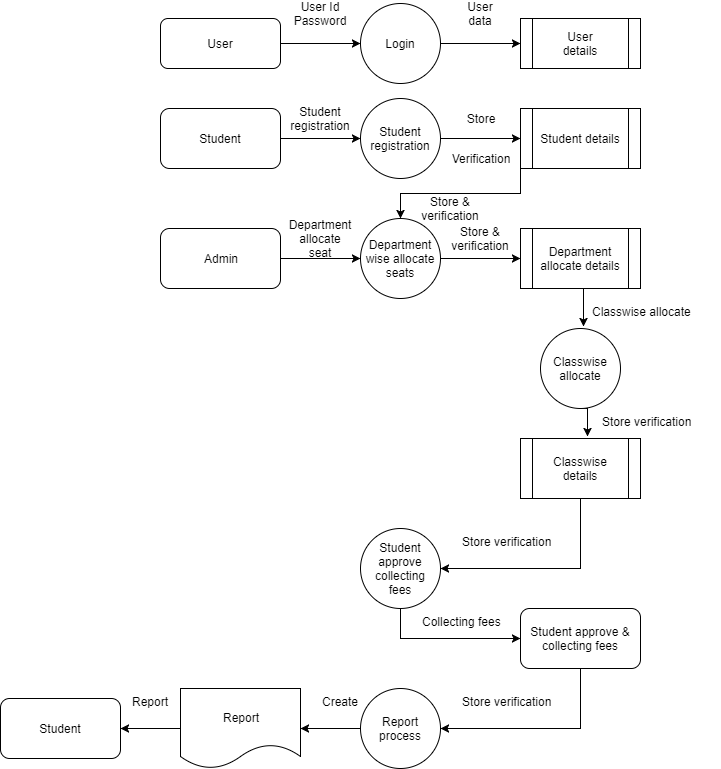 User Id
Password
User
data
User
Login
User
details
Student
registration
Store
Student
Student
registration
Student details
Verification
Store &
verification
Department
allocate
seat
Store &
verification
Admin
Department
wise allocate
seats
Department
allocate details
Classwise allocate
Classwise
allocate
Store verification
Classwise
details
Store verification
Student
approve
collecting
fees
Collecting fees
Student approve &
collecting fees
Store verification
Create
Report
Report
process
Report
Student